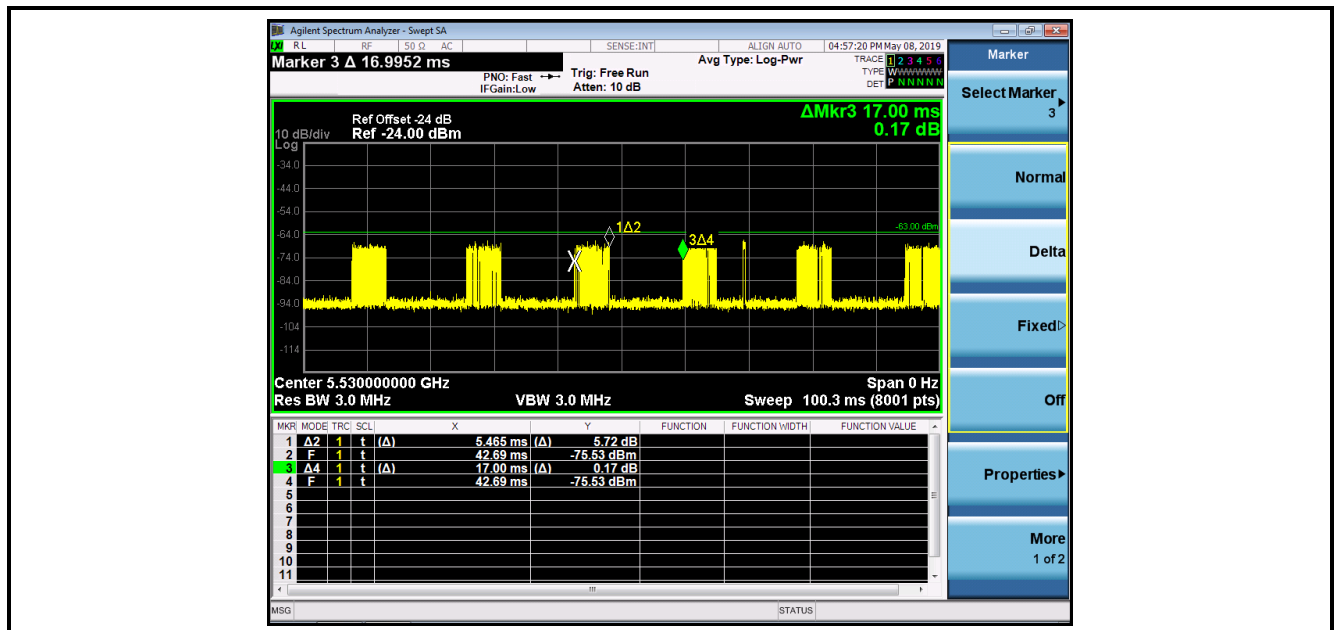 Agilent Spectrum Analyzer - Swept SA
LXI RL RF 50 Ω AC SENSE:INT ALIGN AUTO 04:57:20 PM May 08, 2019
Marker 3 Δ 16.9952 ms
PNO: Fast
IFGain:Low
Trig: Free Run
Atten: 10 dB
Avg Type: Log-Pwr
TRACE 1 2 3 4 5 6
TYPE WWWWWW
DET P N N N N N
ΔMkr3 17.00 ms
0.17 dB
Ref Offset -24 dB
10 dB/div Ref -24.00 dBm
Log
-34.0
-44.0
-54.0
-63.00 dBm
-64.0
-74.0
-84.0
-94.0
-104
-114
1Δ2
3Δ4
X
Center 5.530000000 GHz Span 0 Hz
Res BW 3.0 MHz VBW 3.0 MHz Sweep 100.3 ms (8001 pts)
MKR MODE TRC SCL X Y FUNCTION FUNCTION WIDTH FUNCTION VALUE
1 Δ2 1 t (Δ) 5.465 ms (Δ) 5.72 dB
2 F 1 t 42.69 ms -75.53 dBm
3 Δ4 1 t (Δ) 17.00 ms (Δ) 0.17 dB
4 F 1 t 42.69 ms -75.53 dBm
5
6
7
8
9
10
11
MSG STATUS
Marker
Select Marker
3
Normal
Delta
Fixed
Off
Properties
More
1 of 2